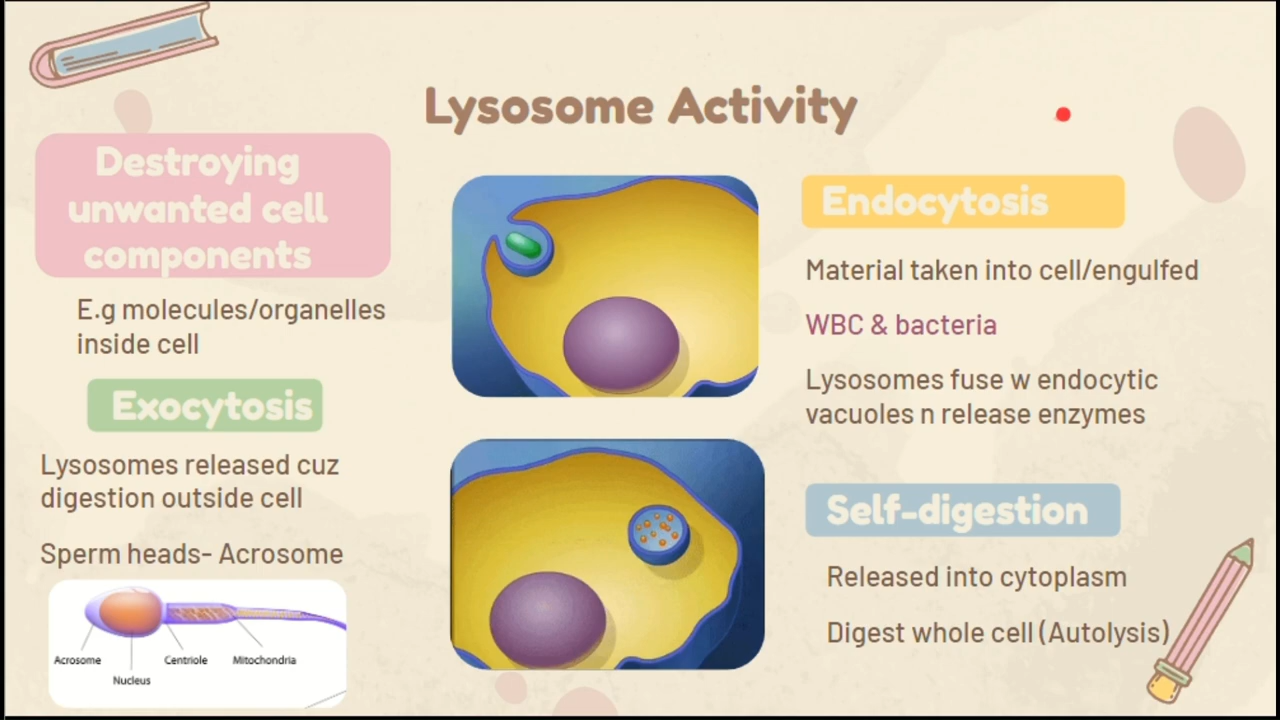 Lysosome Activity
Destroying
unwanted cell
components
E.g molecules/organelles
inside cell
Exocytosis
Lysosomes released cuz
digestion outside cell
Sperm heads- Acrosome
Acrosome
Nucleus
Centriole
Mitochondria
Endocytosis
Material taken into cell/engulfed
WBC & bacteria
Lysosomes fuse w endocytic
vacuoles n release enzymes
Self-digestion
Released into cytoplasm
Digest whole cell (Autolysis)